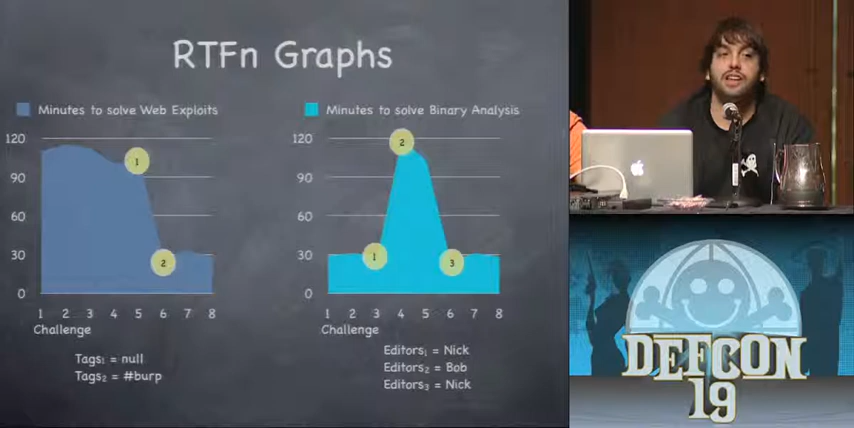 RTFn Graphs
Minutes to solve Web Exploits
120
90
60
30
0
1 2 3 4 5 6 7 8
Challenge
1
2
Tags₁ = null
Tags₂ = #burp
Minutes to solve Binary Analysis
120
90
60
30
0
1 2 3 4 5 6 7 8
Challenge
1
2
3
Editors₁ = Nick
Editors₂ = Bob
Editors₃ = Nick
DEFCON
19